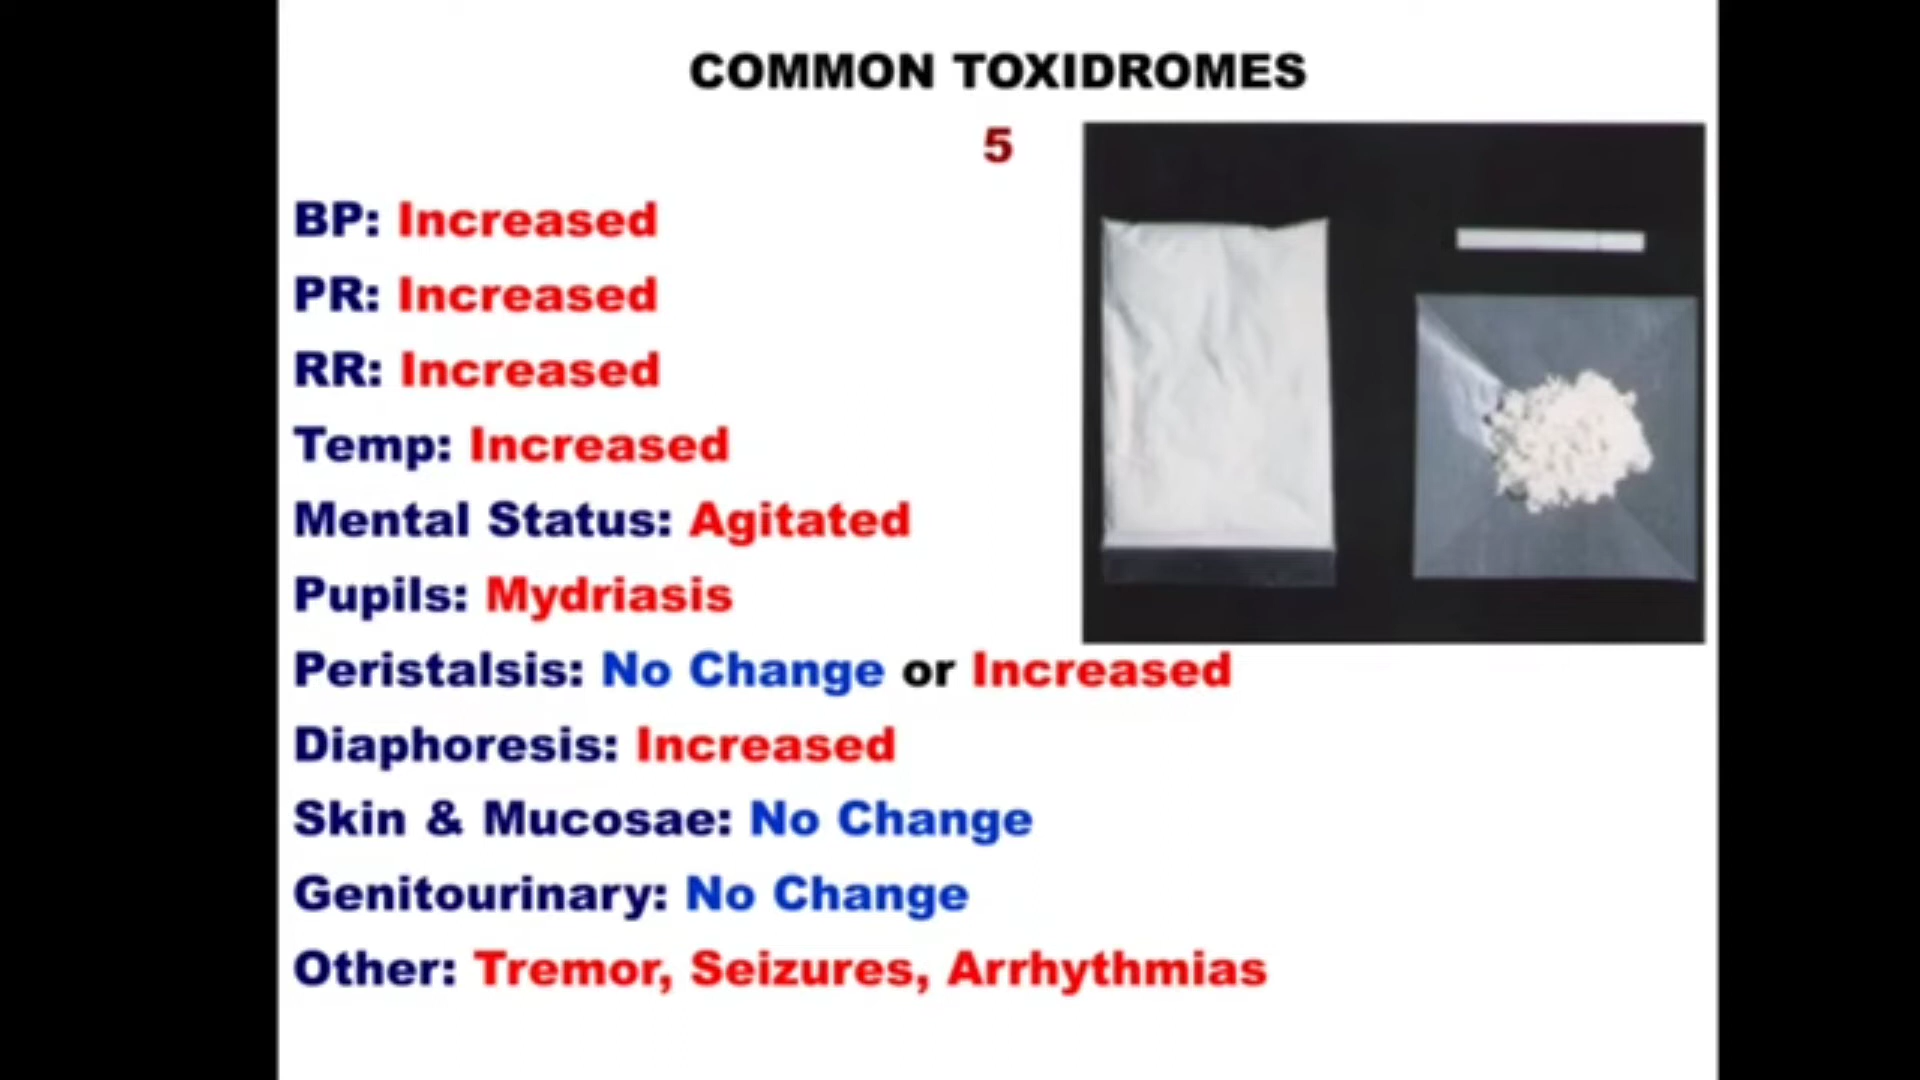 COMMON TOXIDROMES
5
BP: Increased
PR: Increased
RR: Increased
Temp: Increased
Mental Status: Agitated
Pupils: Mydriasis
Peristalsis: No Change or Increased
Diaphoresis: Increased
Skin & Mucosae: No Change
Genitourinary: No Change
Other: Tremor, Seizures, Arrhythmias